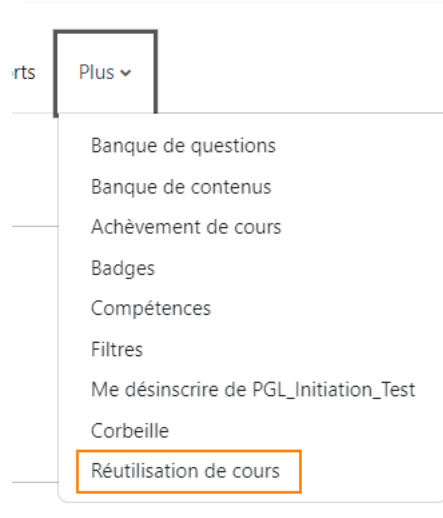 rts Plus
Banque de questions
Banque de contenus
Achèvement de cours
Badges
Compétences
Filtres
Me désinscrire de PGL_Initiation_Test
Corbeille
Réutilisation de cours